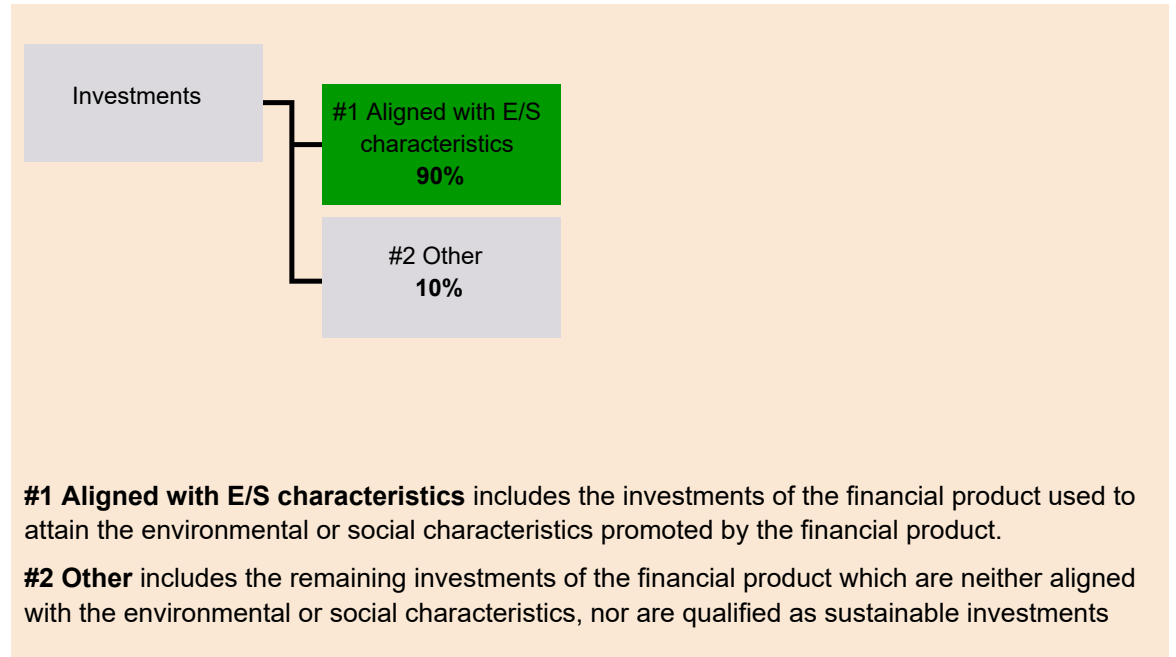 Investments
#1 Aligned with E/S
characteristics
90%
#2 Other
10%
#1 Aligned with E/S characteristics includes the investments of the financial product used to
attain the environmental or social characteristics promoted by the financial product.
#2 Other includes the remaining investments of the financial product which are neither aligned
with the environmental or social characteristics, nor are qualified as sustainable investments